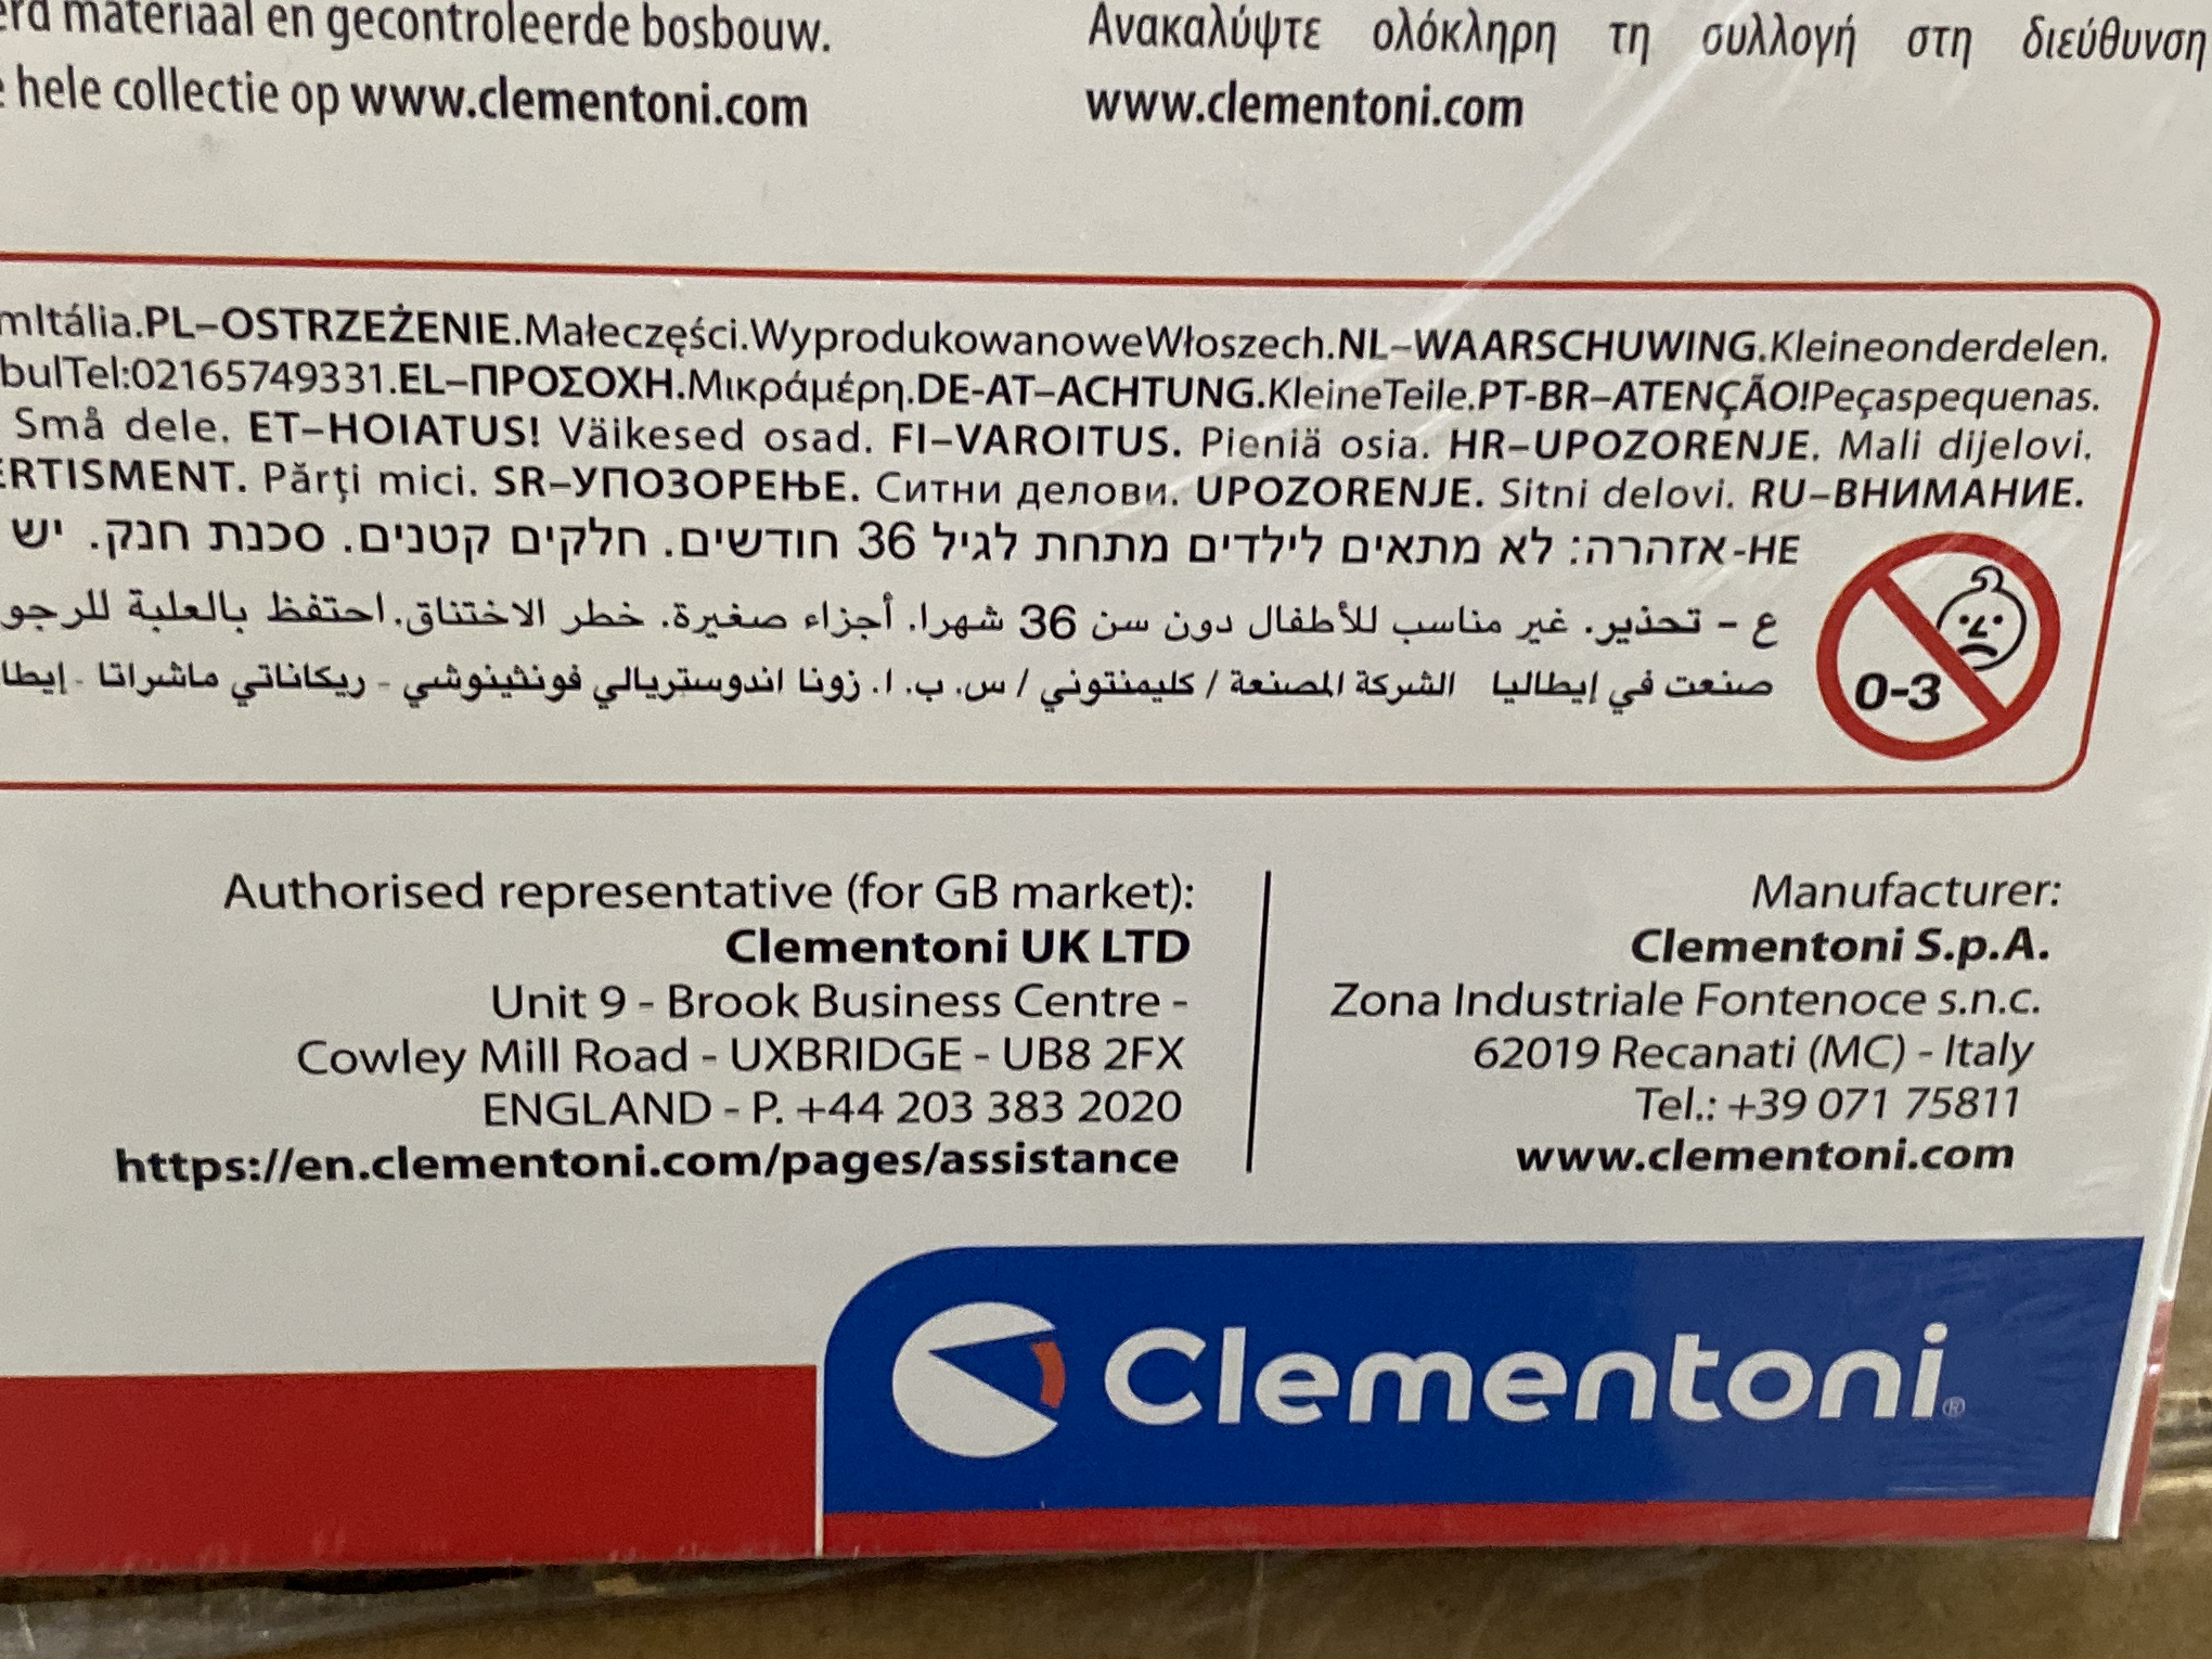 materiaal en gecontroleerde bosbouw.
hele collectie op www.clementoni.com
Ανακαλύψτε ολόκληρη τη συλλογή στη διεύθυνση
www.clementoni.com
mItália.PL–OSTRZEŻENIE.Małeczęści.WyprodukowanoweWłoszech.NL–WAARSCHUWING.Kleineonderdelen.
bulTel:02165749331.EL–ΠΡΟΣΟΧΗ.Μικράμέρη.DE-AT–ACHTUNG.KleineTeile.PT-BR–ATENÇÃO!Peçaspequenas.
Små dele. ET–HOIATUS! Väikesed osad. FI–VAROITUS. Pieniä osia. HR–UPOZORENJE. Mali dijelovi.
ERTISMENT. Părţi mici. SR–УПОЗОРЕЊЕ. Ситни делови. UPOZORENJE. Sitni delovi. RU–ВНИМАНИЕ.
HE-אזהרה: לא מתאים לילדים מתחת לגיל 36 חודשים. חלקים קטנים. סכנת חנק. יש
ع – تحذير. غير مناسب للأطفال دون سن 36 شهرا. أجزاء صغيرة. خطر الاختناق. احتفظ بالعلبة للرجو
صنعت في إيطاليا الشركة المصنعة / كليمنتوني / س. ب. ا. زونا اندوستريالي فونثينوشي - ريكاناتي ماشراتا - إيطا
0-3
Authorised representative (for GB market):
Clementoni UK LTD
Unit 9 - Brook Business Centre -
Cowley Mill Road - UXBRIDGE - UB8 2FX
ENGLAND - P. +44 203 383 2020
https://en.clementoni.com/pages/assistance
Manufacturer:
Clementoni S.p.A.
Zona Industriale Fontenoce s.n.c.
62019 Recanati (MC) - Italy
Tel.: +39 071 75811
www.clementoni.com
Clementoni®